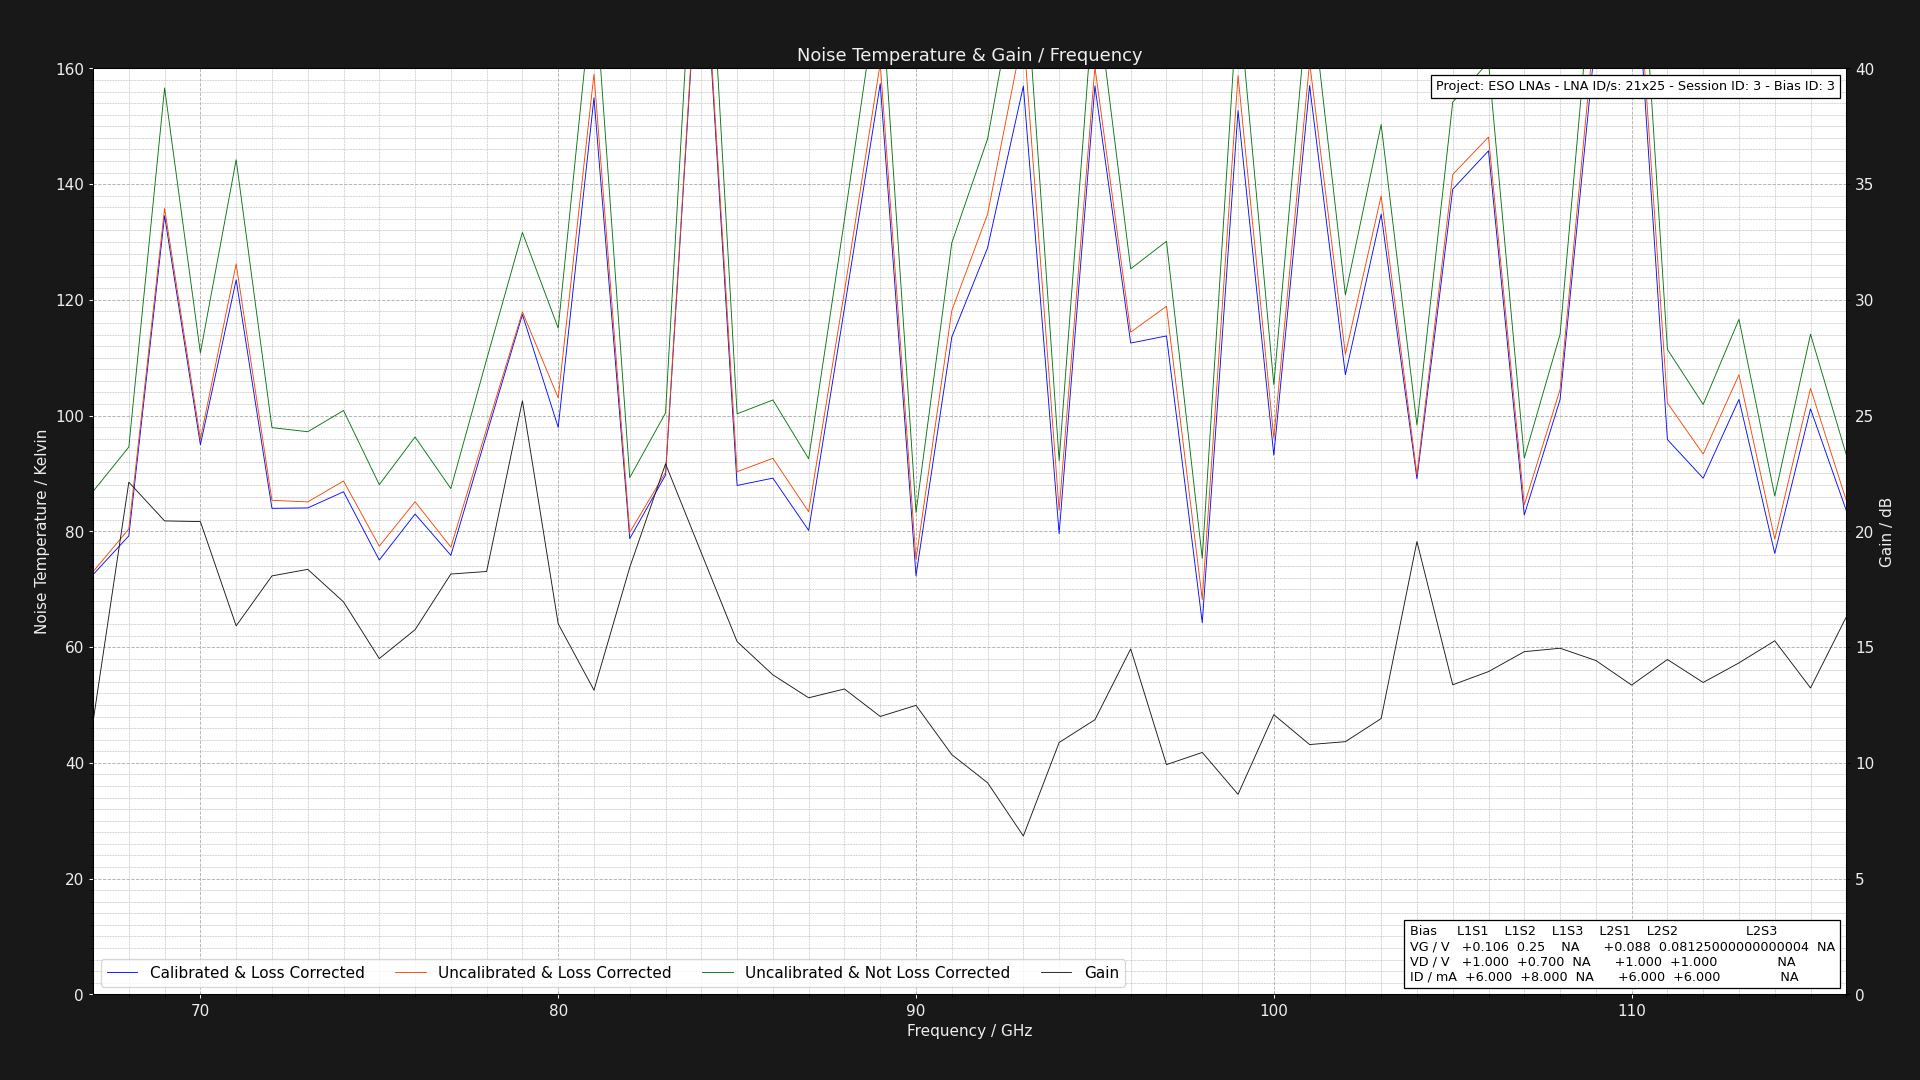 Noise Temperature & Gain / Frequency
Project: ESO LNAs - LNA ID/s: 21x25 - Session ID: 3 - Bias ID: 3
160
140
120
100
80
60
40
20
0
Noise Temperature / Kelvin
40
35
30
25
20
15
10
5
0
Gain / dB
Bias L1S1 L1S2 L1S3 L2S1 L2S2 L2S3
VG / V +0.106 0.25 NA +0.088 0.08125000000000004 NA
VD / V +1.000 +0.700 NA +1.000 +1.000 NA
ID / mA +6.000 +8.000 NA +6.000 +6.000 NA
Calibrated & Loss Corrected Uncalibrated & Loss Corrected Uncalibrated & Not Loss Corrected Gain
70 80 90 100 110
Frequency / GHz